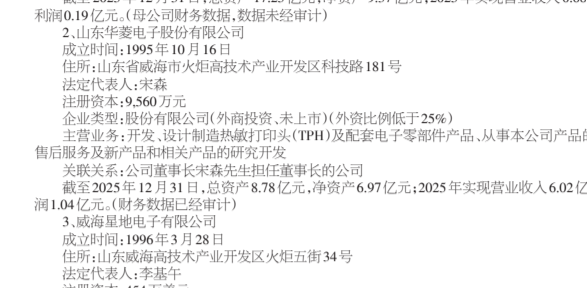 利润0.19亿元。(母公司财务数据,数据未经审计)
2、山东华菱电子股份有限公司
成立时间:1995年10月16日
住所:山东省威海市火炬高技术产业开发区科技路181号
法定代表人:宋森
注册资本:9,560万元
企业类型:股份有限公司(外商投资、未上市)(外资比例低于25%)
主营业务:开发、设计制造热敏打印头(TPH)及配套电子零部件产品、从事本公司产品的
售后服务及新产品和相关产品的研究开发
关联关系:公司董事长宋森先生担任董事长的公司
截至2025年12月31日,总资产8.78亿元,净资产6.97亿元;2025年实现营业收入6.02亿
润1.04亿元。(财务数据已经审计)
3、威海星地电子有限公司
成立时间:1996年3月28日
住所:山东威海高技术产业开发区火炬五街34号
法定代表人:李基午